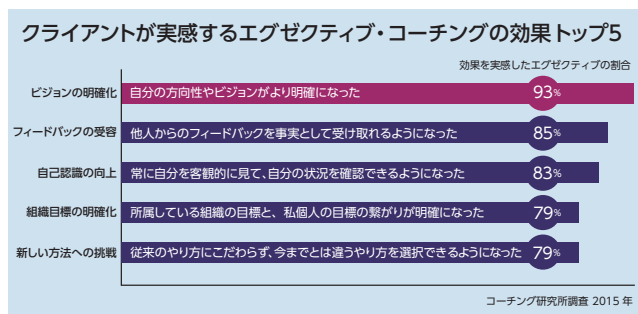 クライアントが実感するエグゼクティブ・コーチングの効果トップ5
効果を実感したエグゼクティブの割合
ビジョンの明確化 自分の方向性やビジョンがより明確になった 93%
フィードバックの受容 他人からのフィードバックを事実として受け取れるようになった 85%
自己認識の向上 常に自分を客観的に見て、自分の状況を確認できるようになった 83%
組織目標の明確化 所属している組織の目標と、私個人の目標の繋がりが明確になった 79%
新しい方法への挑戦 従来のやり方にこだわらず、今までとは違うやり方を選択できるようになった 79%
コーチング研究所調査 2015年